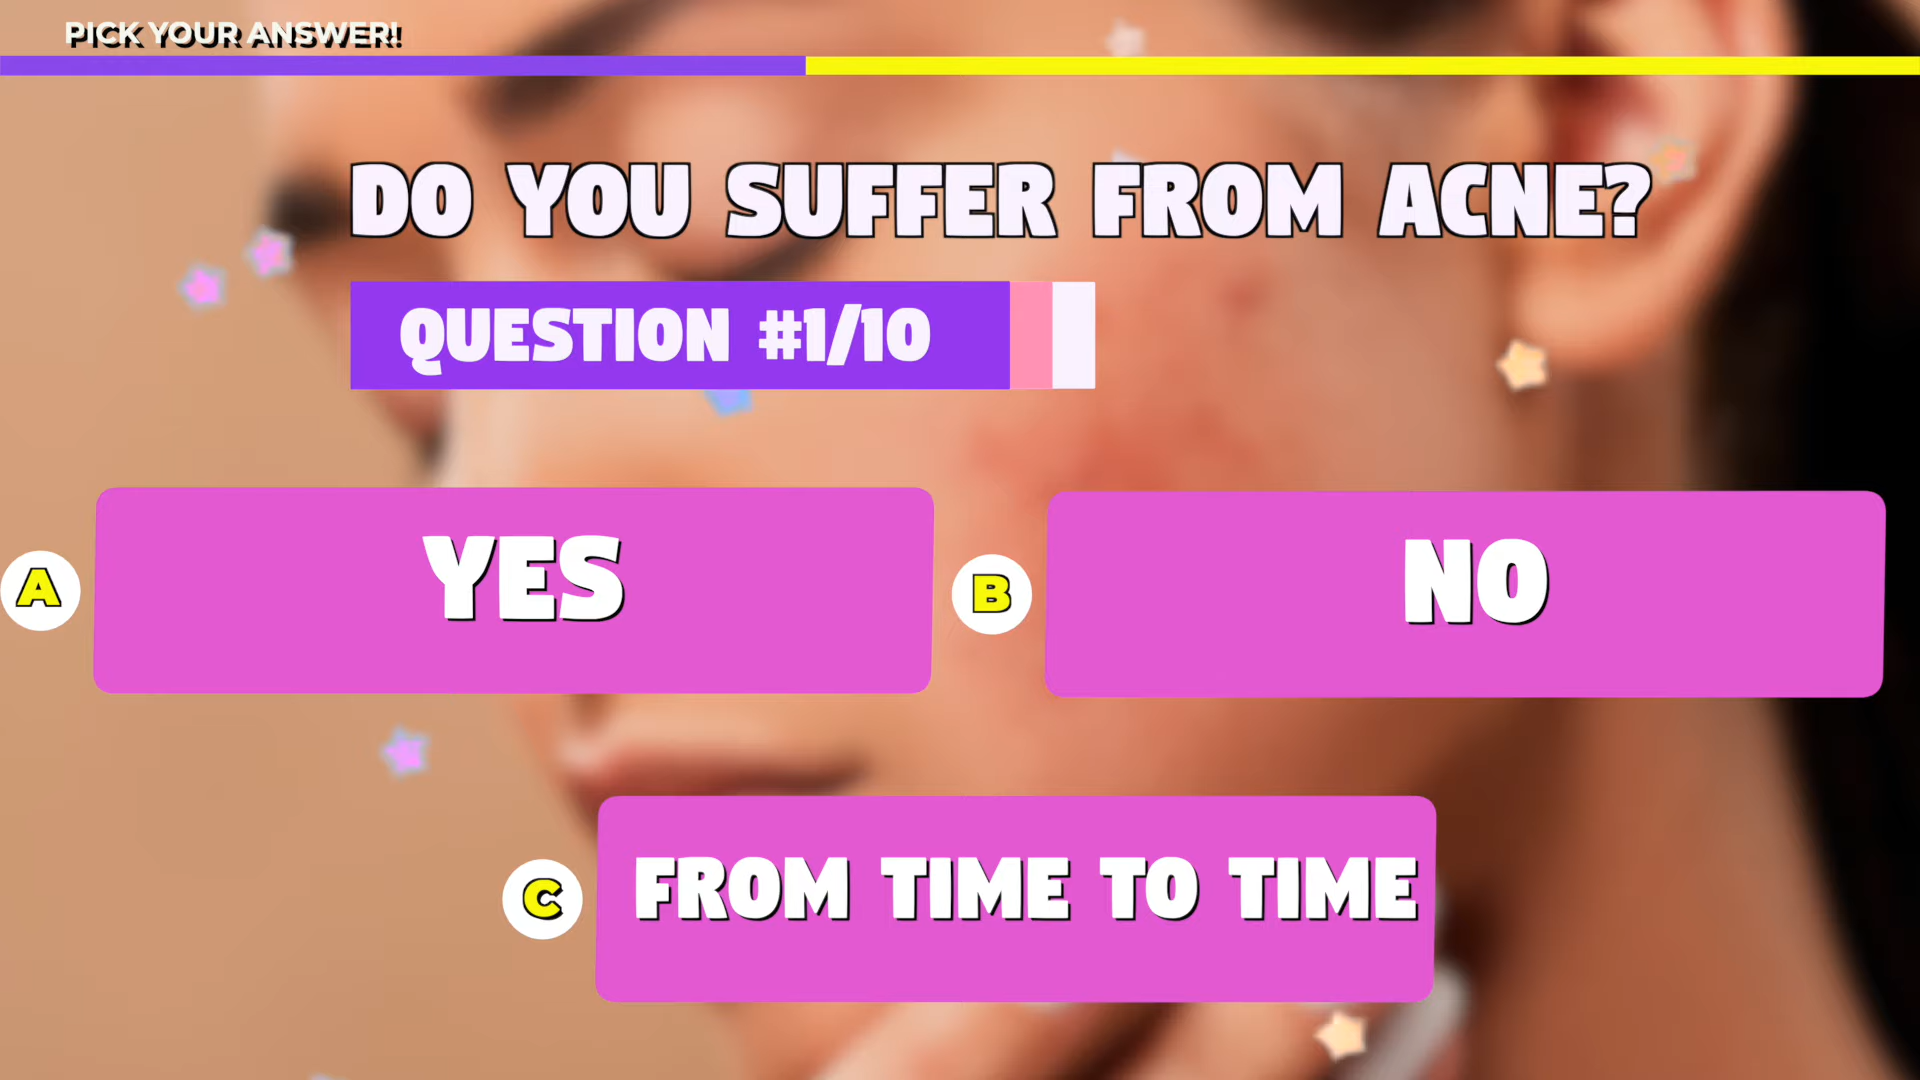 PICK YOUR ANSWER!
DO YOU SUFFER FROM ACNE?
QUESTION #1/10
A
YES
B
NO
C
FROM TIME TO TIME